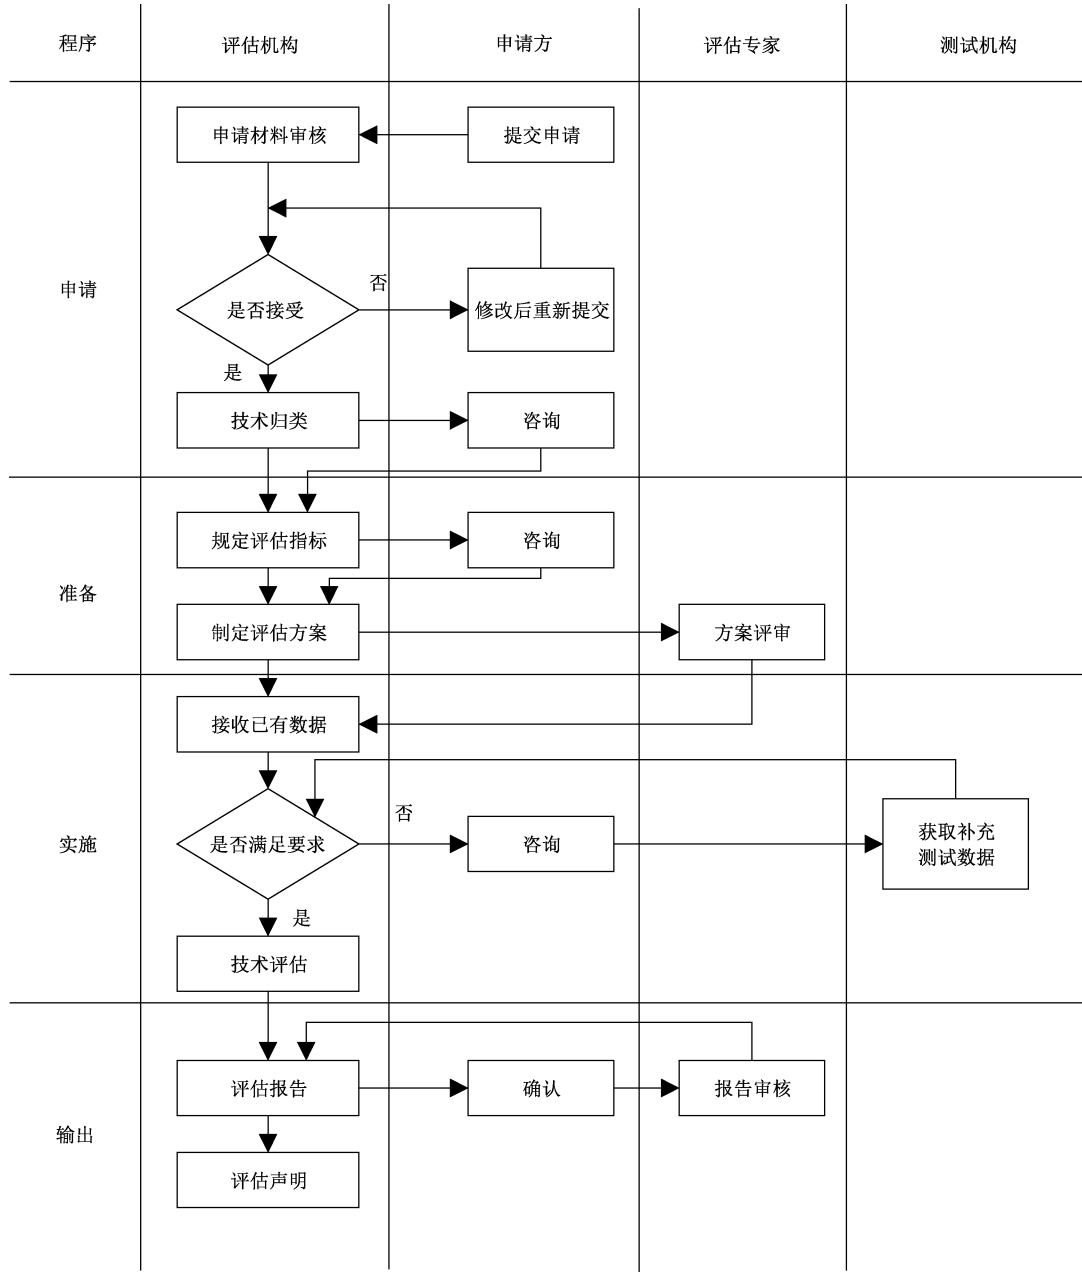 程序
评估机构
申请方
评估专家
测试机构
申请材料审核
提交申请
申请
是否接受
否
修改后重新提交
是
技术归类
咨询
准备
规定评估指标
咨询
制定评估方案
方案评审
实施
接收已有数据
是否满足要求
否
咨询
获取补充
测试数据
是
技术评估
输出
评估报告
确认
报告审核
评估声明